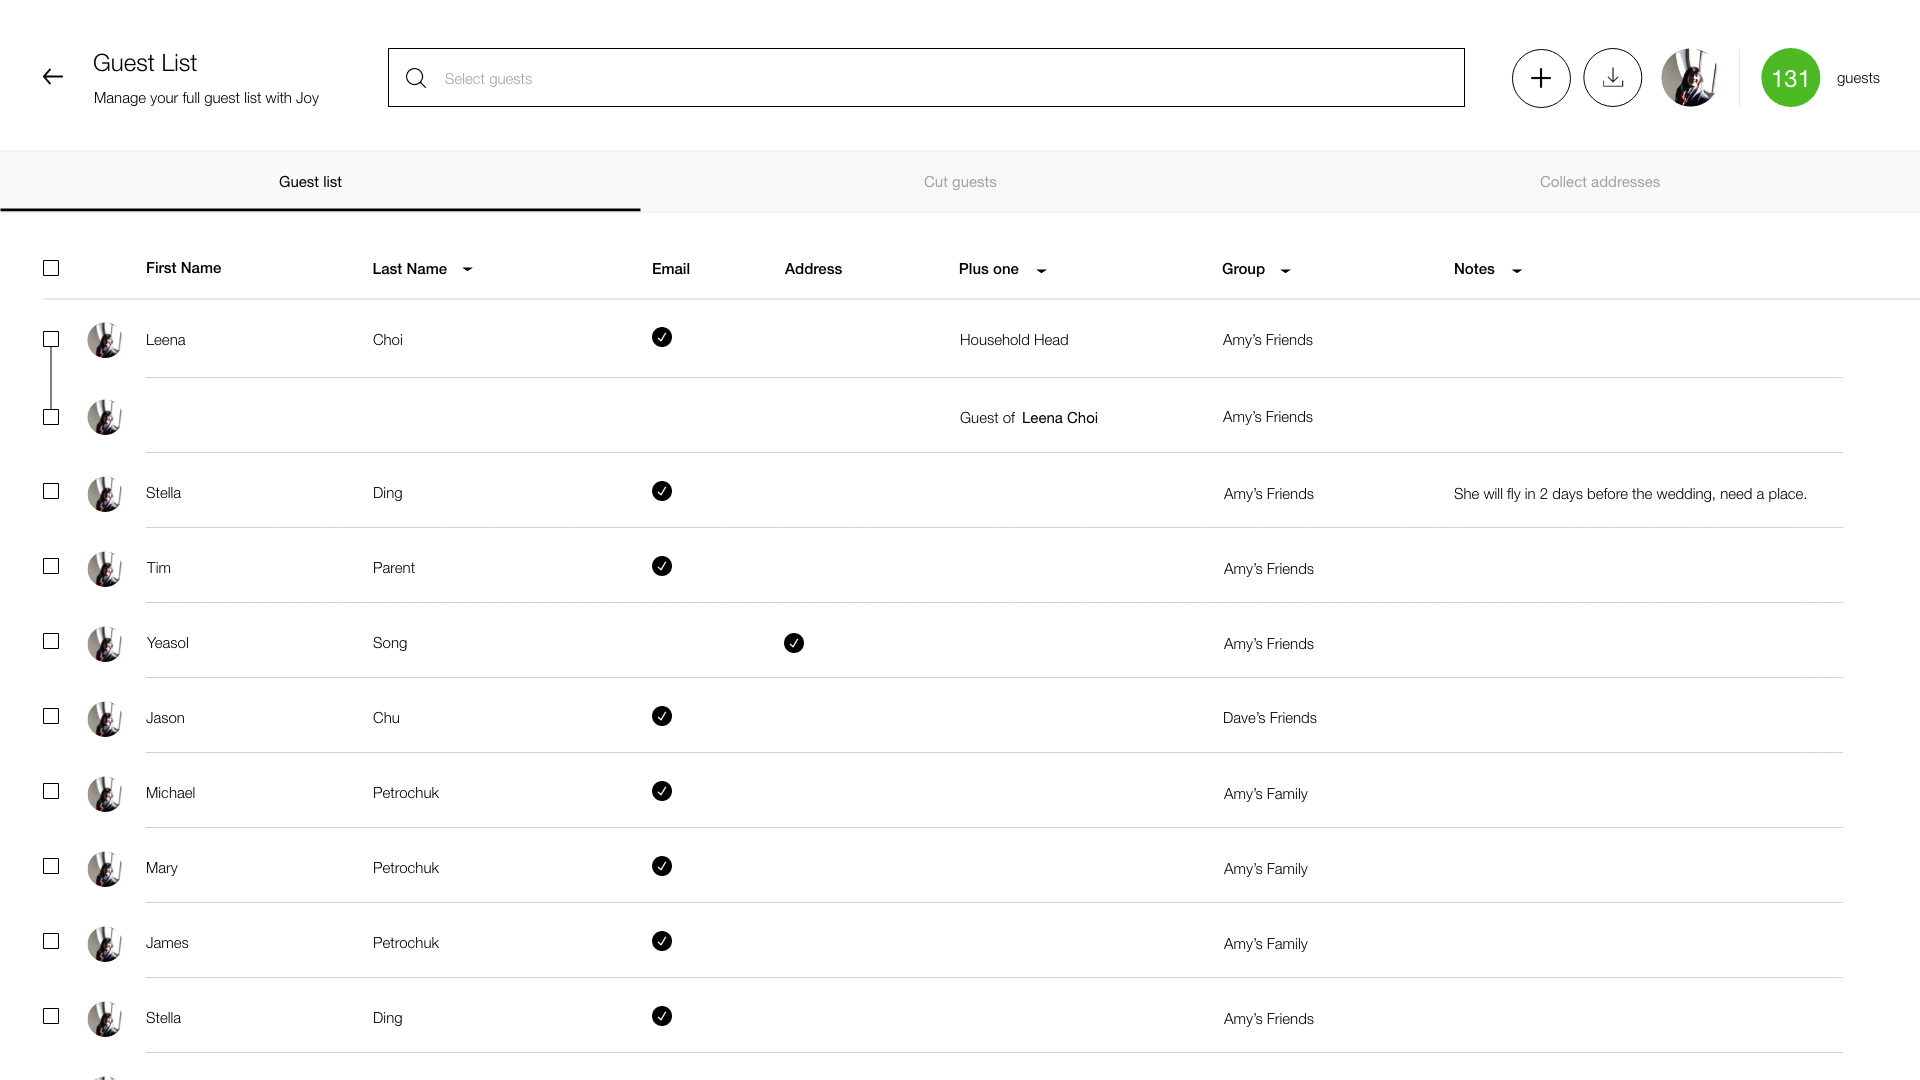 Guest List
Manage your full guest list with Joy
Select guests
131 guests
Guest list Cut guests Collect addresses
First Name Last Name Email Address Plus one Group Notes
Leena Choi Household Head Amy's Friends
Guest of Leena Choi Amy's Friends
Stella Ding Amy's Friends She will fly in 2 days before the wedding, need a place.
Tim Parent Amy's Friends
Yeasol Song Amy's Friends
Jason Chu Dave's Friends
Michael Petrochuk Amy's Family
Mary Petrochuk Amy's Family
James Petrochuk Amy's Family
Stella Ding Amy's Friends